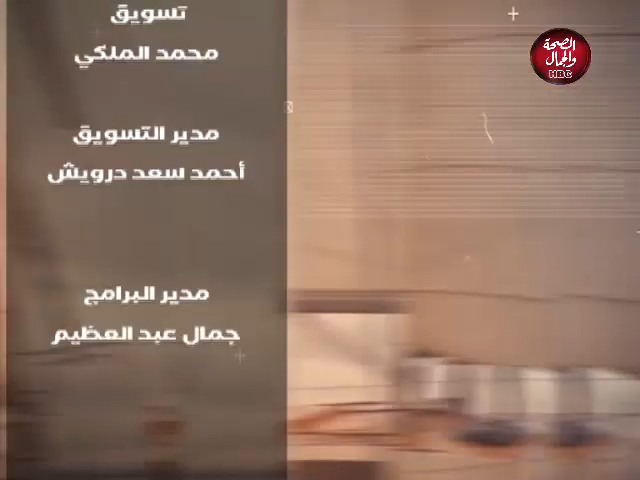 تسويق
محمد الملكي
مدير التسويق
أحمد سعد درويش
مدير البرامج
جمال عبد العظيم
الصحة
والجمال
HBC